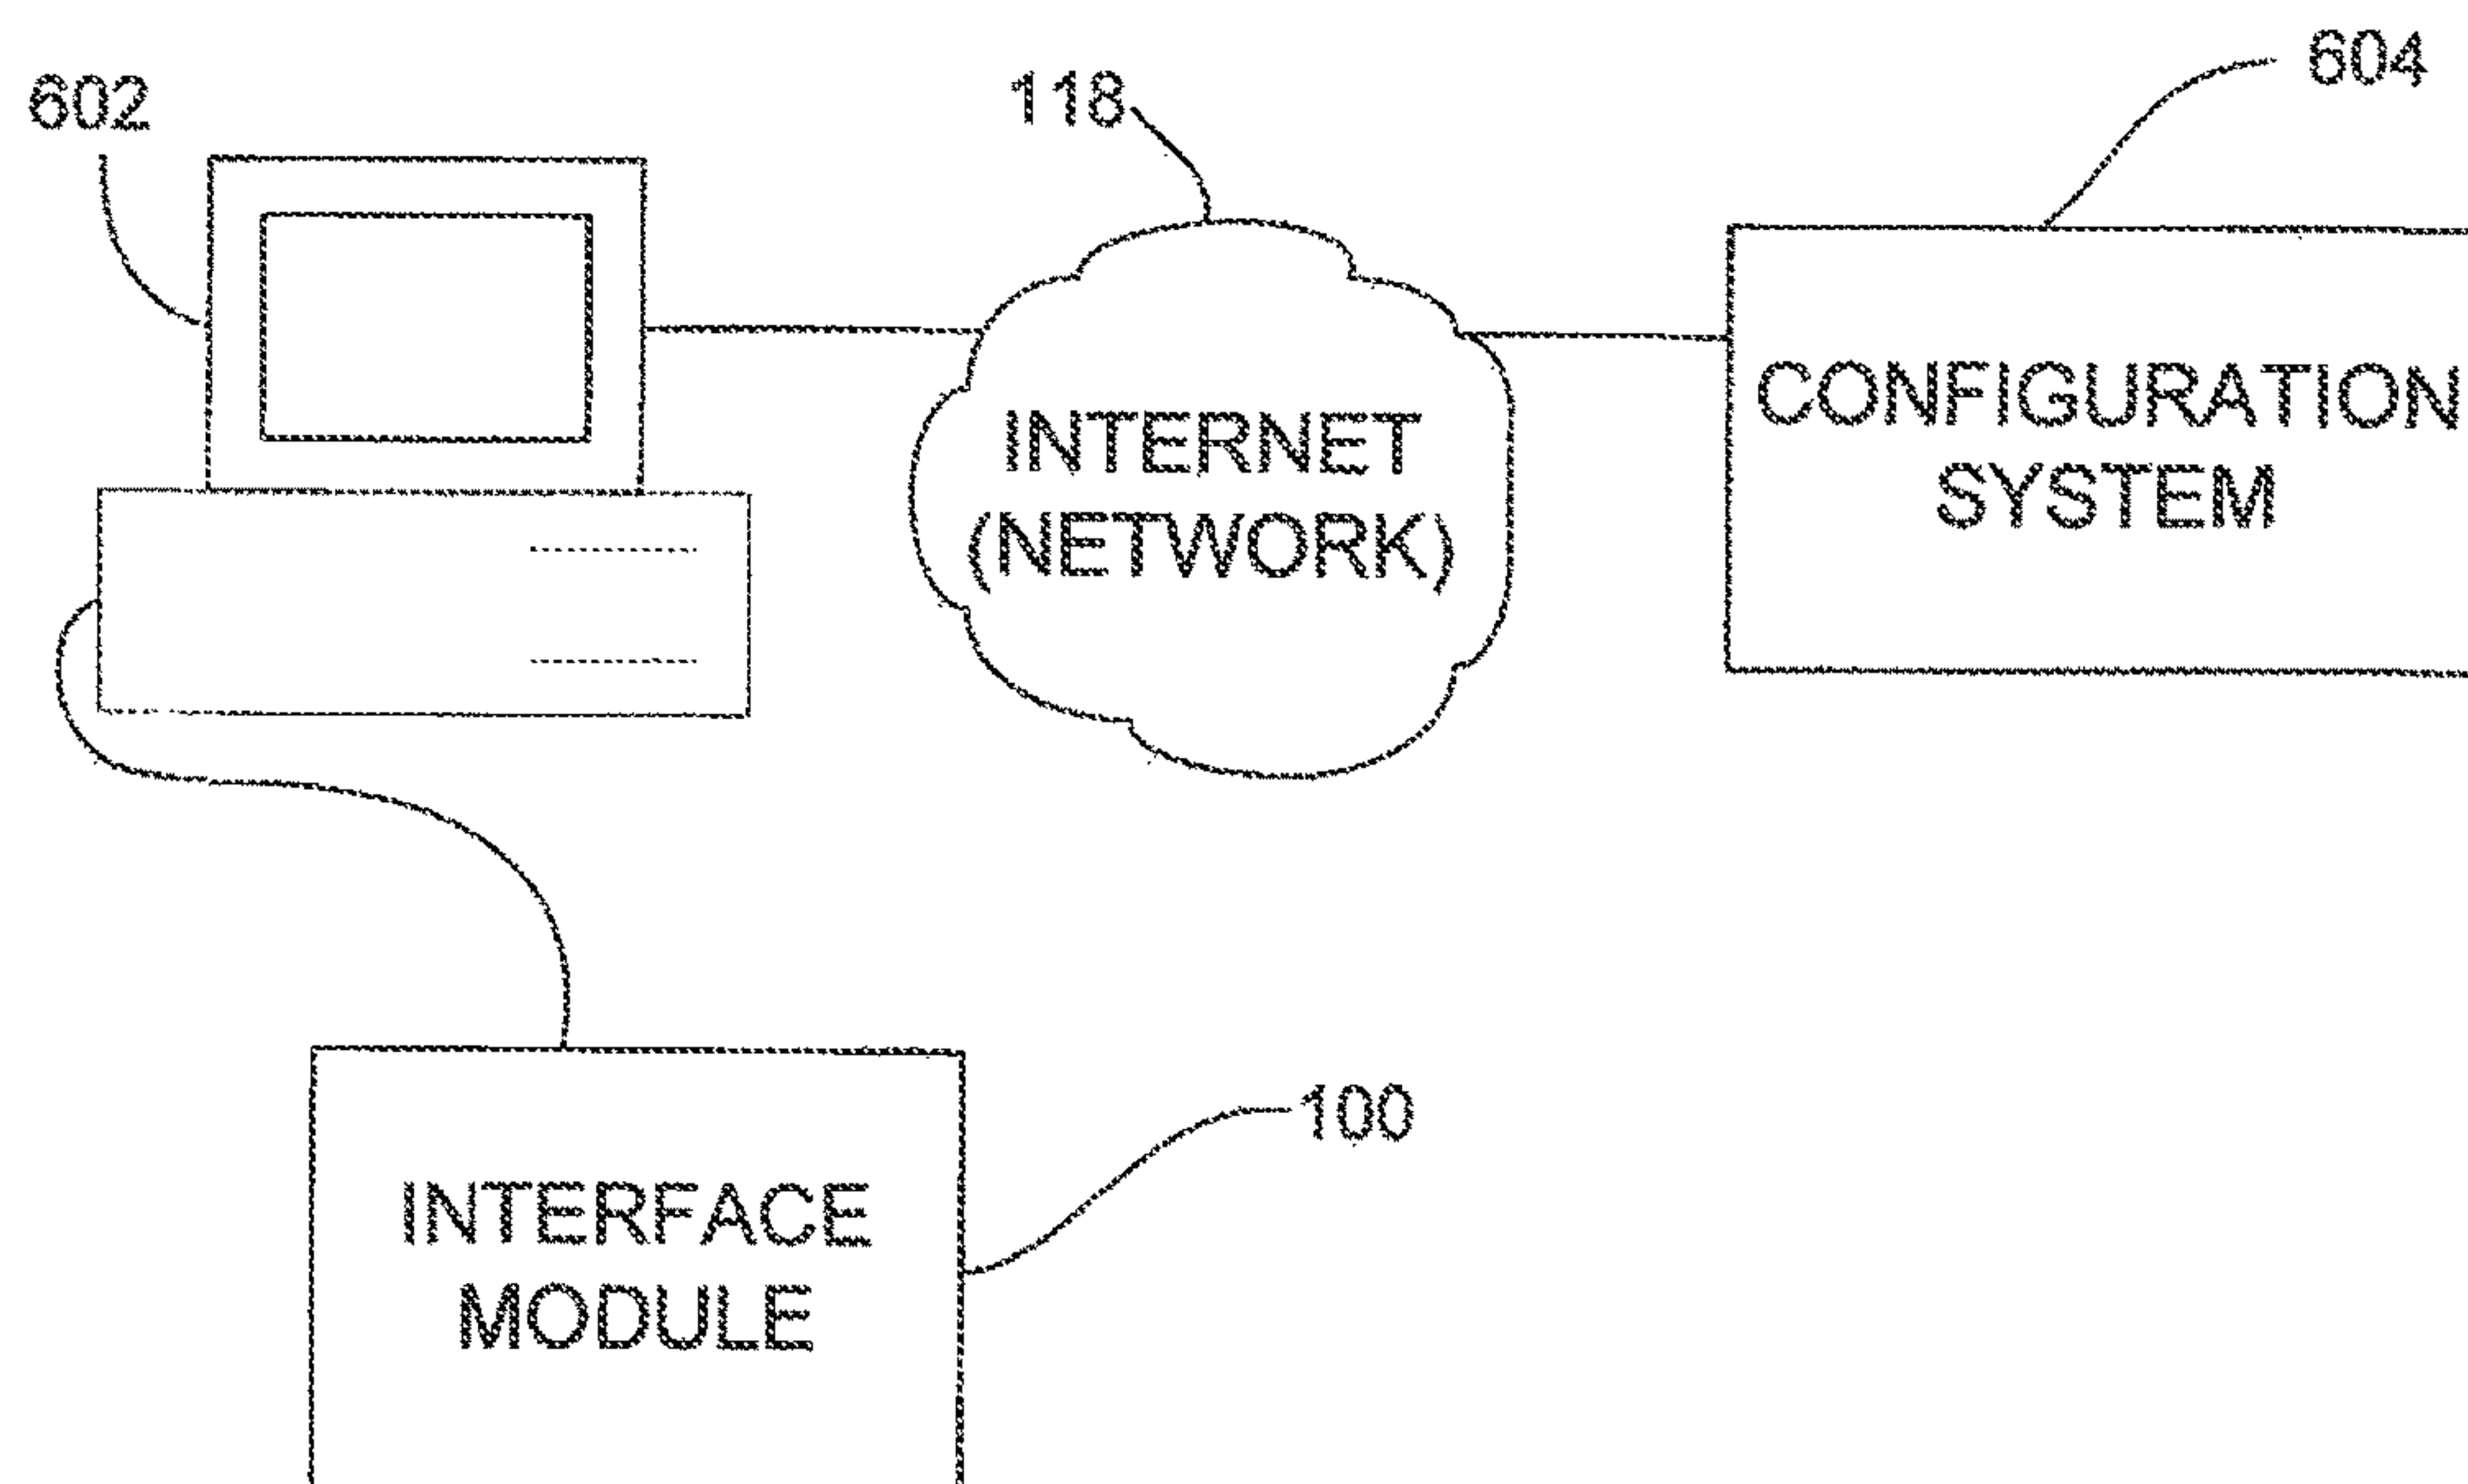 602
118
604
INTERNET
(NETWORK)
CONFIGURATION
SYSTEM
100
INTERFACE
MODULE